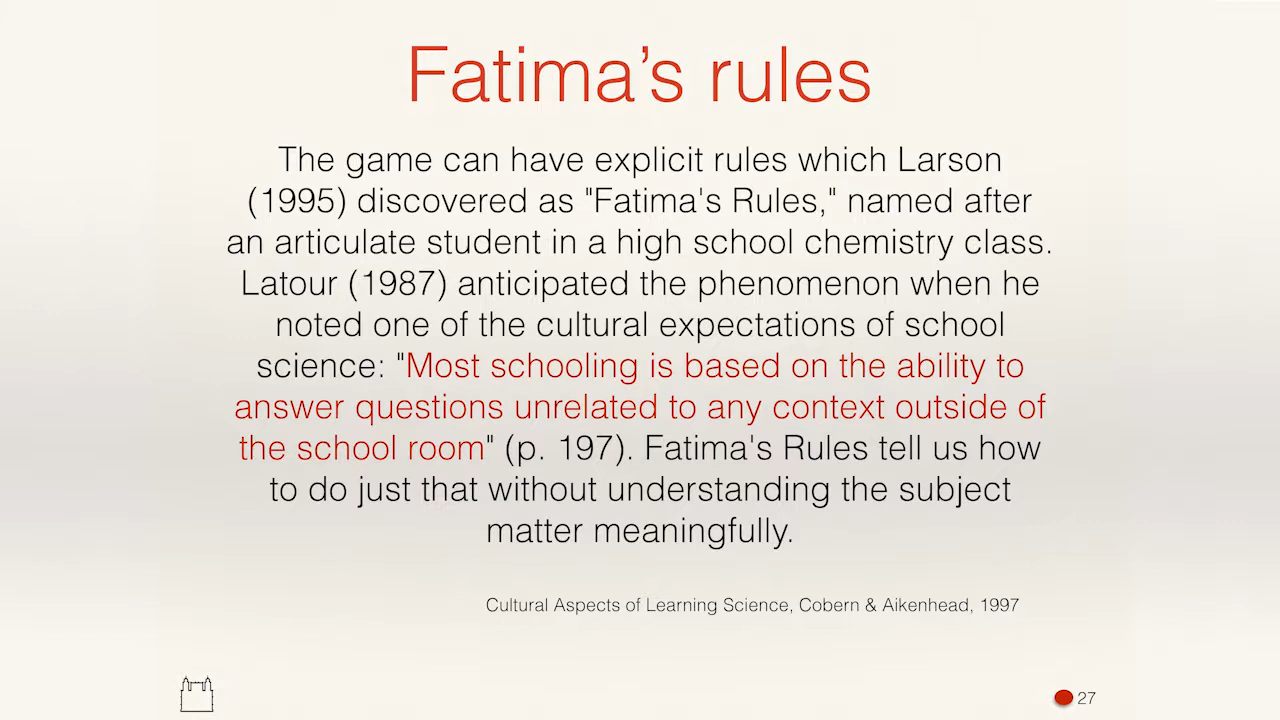 Fatima’s rules
The game can have explicit rules which Larson
(1995) discovered as "Fatima's Rules," named after
an articulate student in a high school chemistry class.
Latour (1987) anticipated the phenomenon when he
noted one of the cultural expectations of school
science: "Most schooling is based on the ability to
answer questions unrelated to any context outside of
the school room" (p. 197). Fatima's Rules tell us how
to do just that without understanding the subject
matter meaningfully.
Cultural Aspects of Learning Science, Cobern & Aikenhead, 1997
27